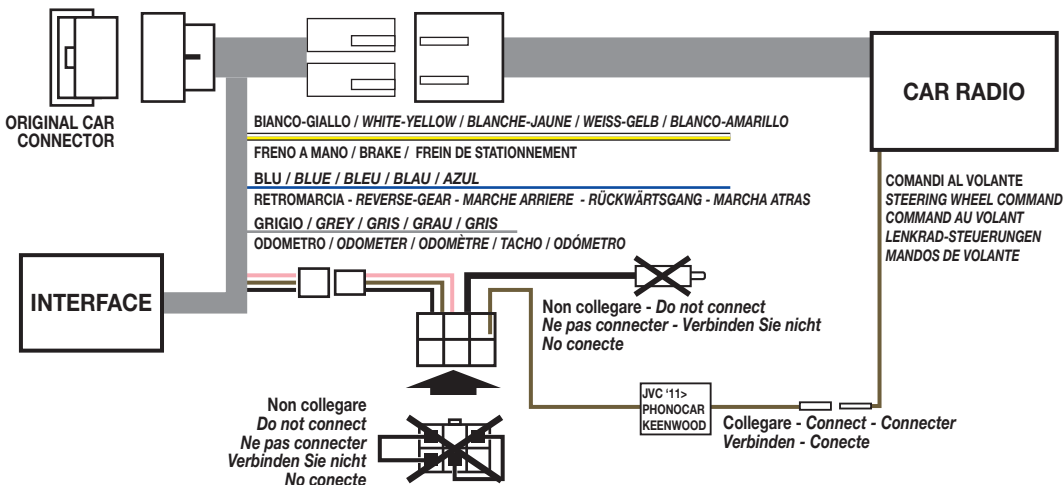 ORIGINAL CAR
CONNECTOR
CAR RADIO
BIANCO-GIALLO / WHITE-YELLOW / BLANCHE-JAUNE / WEISS-GELB / BLANCO-AMARILLO
FRENO A MANO / BRAKE / FREIN DE STATIONNEMENT
BLU / BLUE / BLEU / BLAU / AZUL
RETROMARCIA - REVERSE-GEAR - MARCHE ARRIERE - RÜCKWÄRTSGANG - MARCHA ATRAS
GRIGIO / GREY / GRIS / GRAU / GRIS
ODOMETRO / ODOMETER / ODOMÈTRE / TACHO / ODÓMETRO
COMANDI AL VOLANTE
STEERING WHEEL COMMAND
COMMAND AU VOLANT
LENKRAD-STEUERUNGEN
MANDOS DE VOLANTE
INTERFACE
Non collegare - Do not connect
Ne pas connecter - Verbinden Sie nicht
No conecte
JVC '11>
PHONOCAR
KEENWOOD
Collegare - Connect - Connecter
Verbinden - Conecte
Non collegare
Do not connect
Ne pas connecter
Verbinden Sie nicht
No conecte